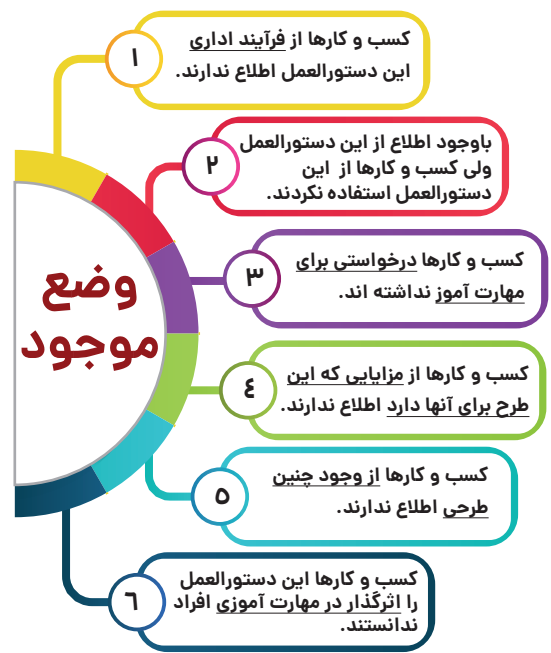 وضع
موجود
۱
کسب و کارها از فرآیند اداری
این دستورالعمل اطلاع ندارند.
۲
باوجود اطلاع از این دستورالعمل
ولی کسب و کارها از این
دستورالعمل استفاده نکردند.
۳
کسب و کارها درخواستی برای
مهارت آموز نداشته اند.
٤
کسب و کارها از مزایایی که این
طرح برای آنها دارد اطلاع ندارند.
٥
کسب و کارها از وجود چنین
طرحی اطلاع ندارند.
٦
کسب و کارها این دستورالعمل
را اثرگذار در مهارت آموزی افراد
ندانستند.